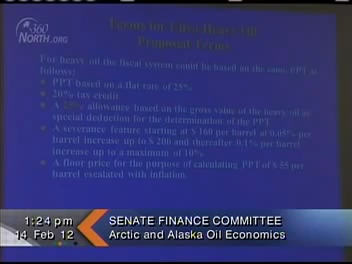 360
NORTH.ORG
Taxon for Ultra Heavy Oil
Proposal Terms
For heavy oil the fiscal system could be based on the same PPT as
follows:
PPT based on a flat rate of 25%
20% tax credit
A 25% allowance based on the gross value of the heavy oil as
special deduction for the determination of the PPT
A severance feature starting at $ 160 per barrel at 0.05% per
barrel increase up to $ 200 and thereafter 0.1% per barrel
increase up to a maximum of 10%
A floor price for the purpose of calculating PPT of $ 55 per
barrel escalated with inflation.
1:24 pm
14 Feb 12
SENATE FINANCE COMMITTEE
Arctic and Alaska Oil Economics